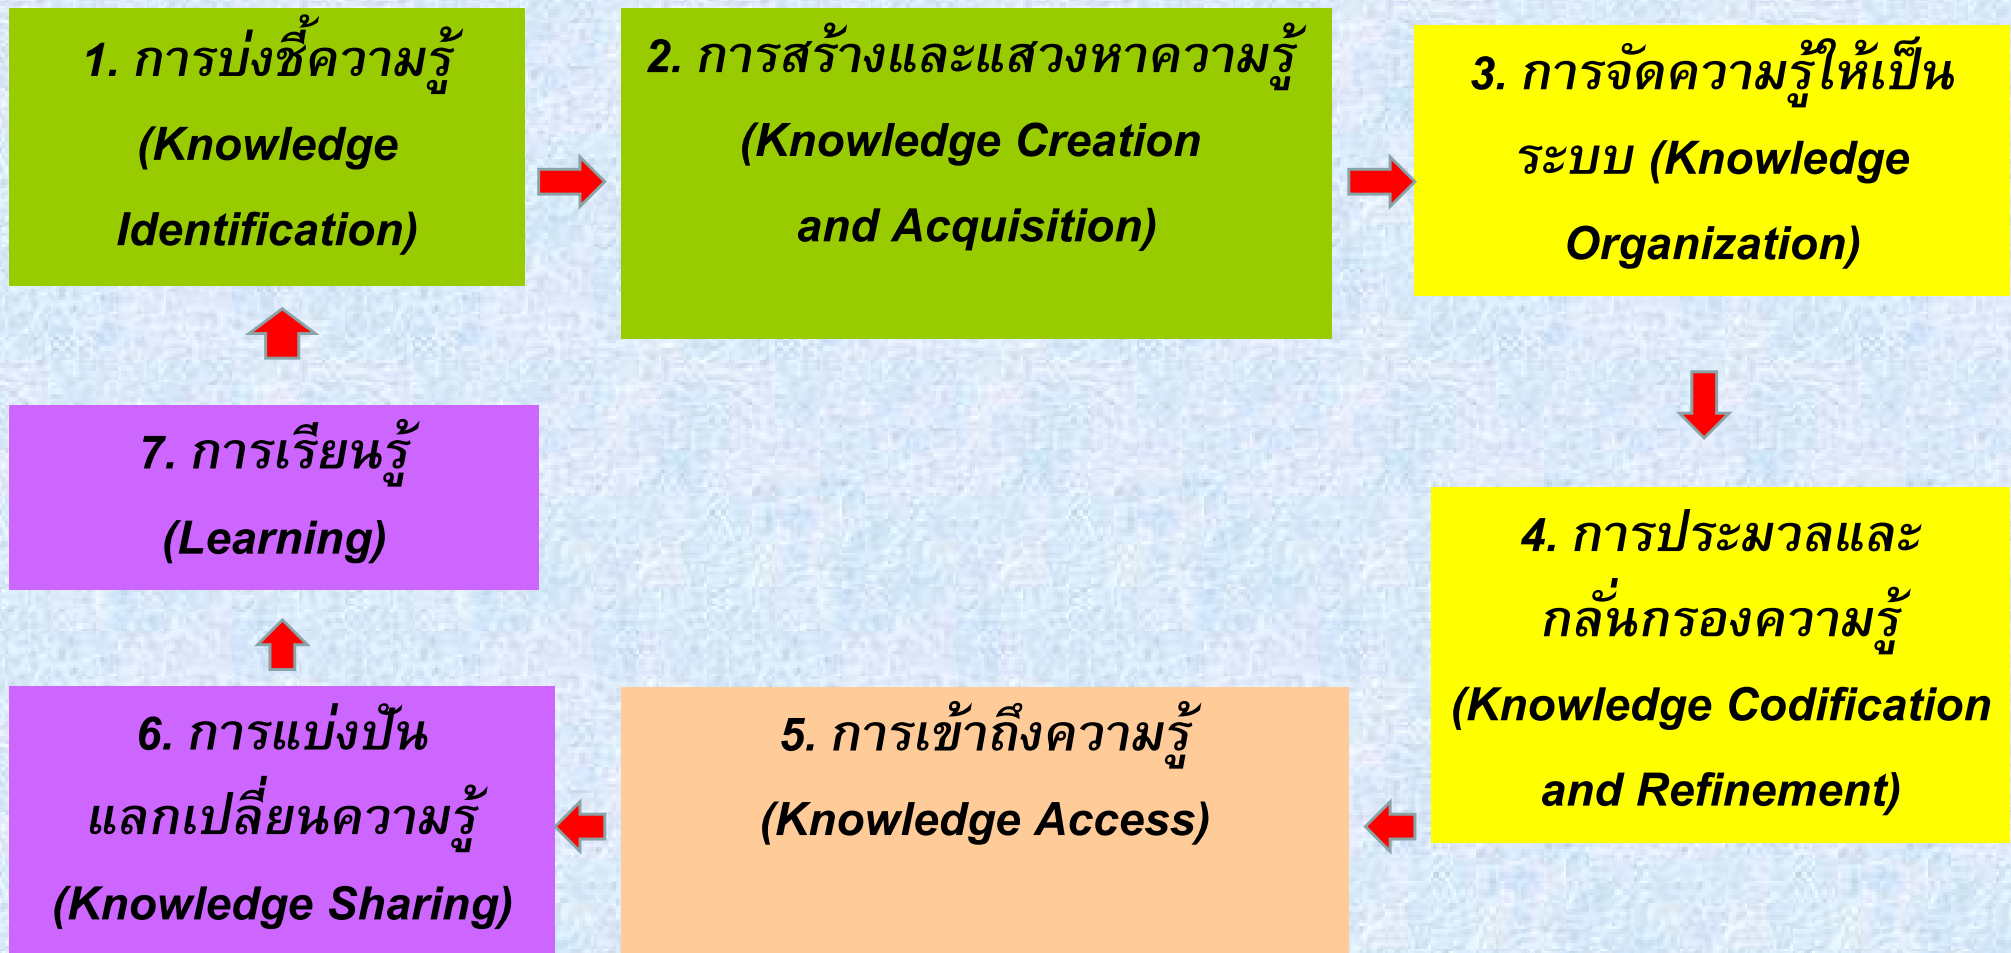 1. การบ่งชี้ความรู้
(Knowledge
Identification)
2. การสร้างและแสวงหาความรู้
(Knowledge Creation
and Acquisition)
3. การจัดความรู้ให้เป็น
ระบบ (Knowledge
Organization)
4. การประมวลและ
กลั่นกรองความรู้
(Knowledge Codification
and Refinement)
5. การเข้าถึงความรู้
(Knowledge Access)
6. การแบ่งปัน
แลกเปลี่ยนความรู้
(Knowledge Sharing)
7. การเรียนรู้
(Learning)